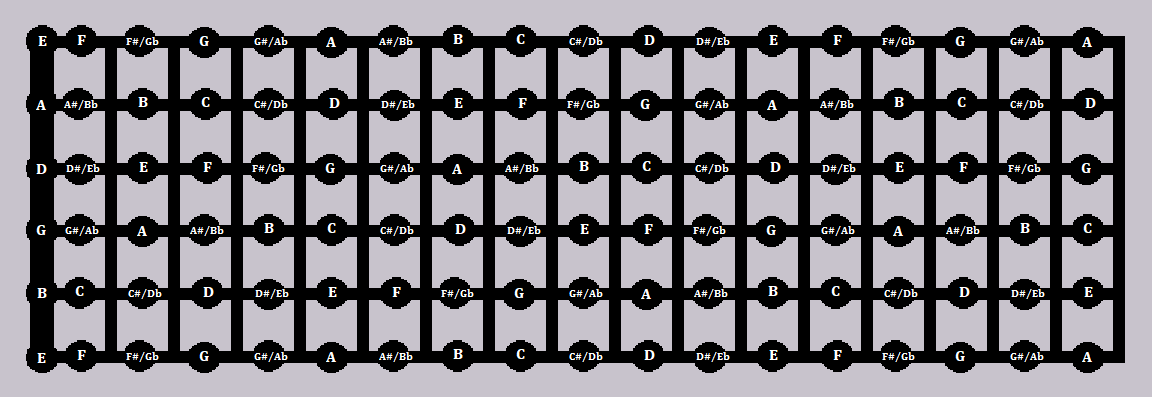 E F F#/Gb G G#/Ab A A#/Bb B C C#/Db D D#/Eb E F F#/Gb G G#/Ab A
A A#/Bb B C C#/Db D D#/Eb E F F#/Gb G G#/Ab A A#/Bb B C C#/Db D
D D#/Eb E F F#/Gb G G#/Ab A A#/Bb B C C#/Db D D#/Eb E F F#/Gb G
G G#/Ab A A#/Bb B C C#/Db D D#/Eb E F F#/Gb G G#/Ab A A#/Bb B C
B C C#/Db D D#/Eb E F F#/Gb G G#/Ab A A#/Bb B C C#/Db D D#/Eb E
E F F#/Gb G G#/Ab A A#/Bb B C C#/Db D D#/Eb E F F#/Gb G G#/Ab A